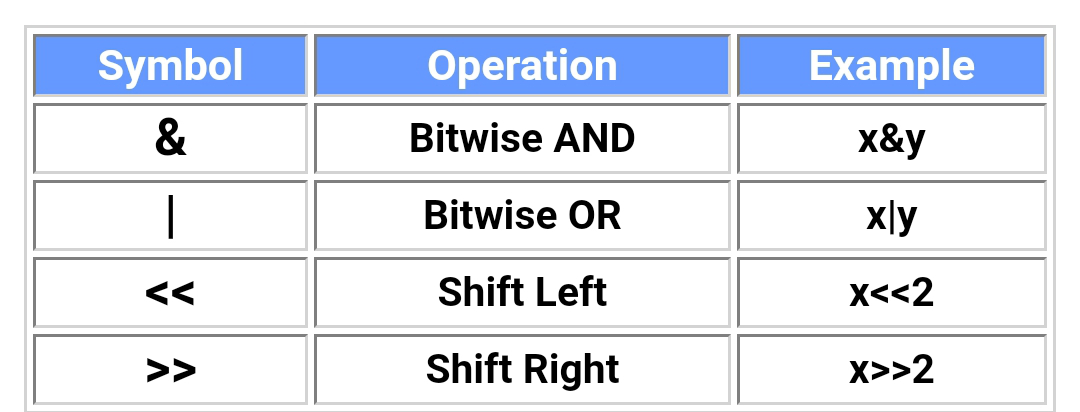 Symbol Operation Example
& Bitwise AND x&y
| Bitwise OR x|y
<< Shift Left x<<2
>> Shift Right x>>2